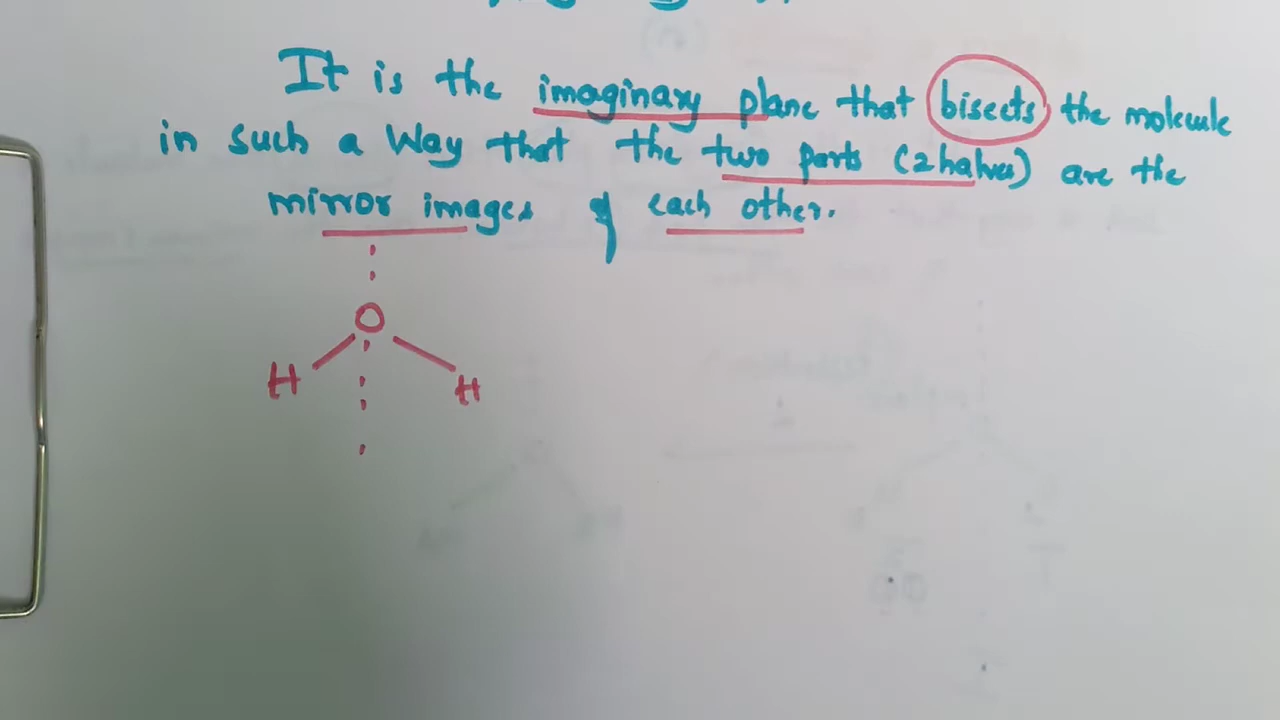 It is the imaginary plane that bisects the molecule
in such a way that the two parts (2 halves) are the
mirror images of each other.
O
H H